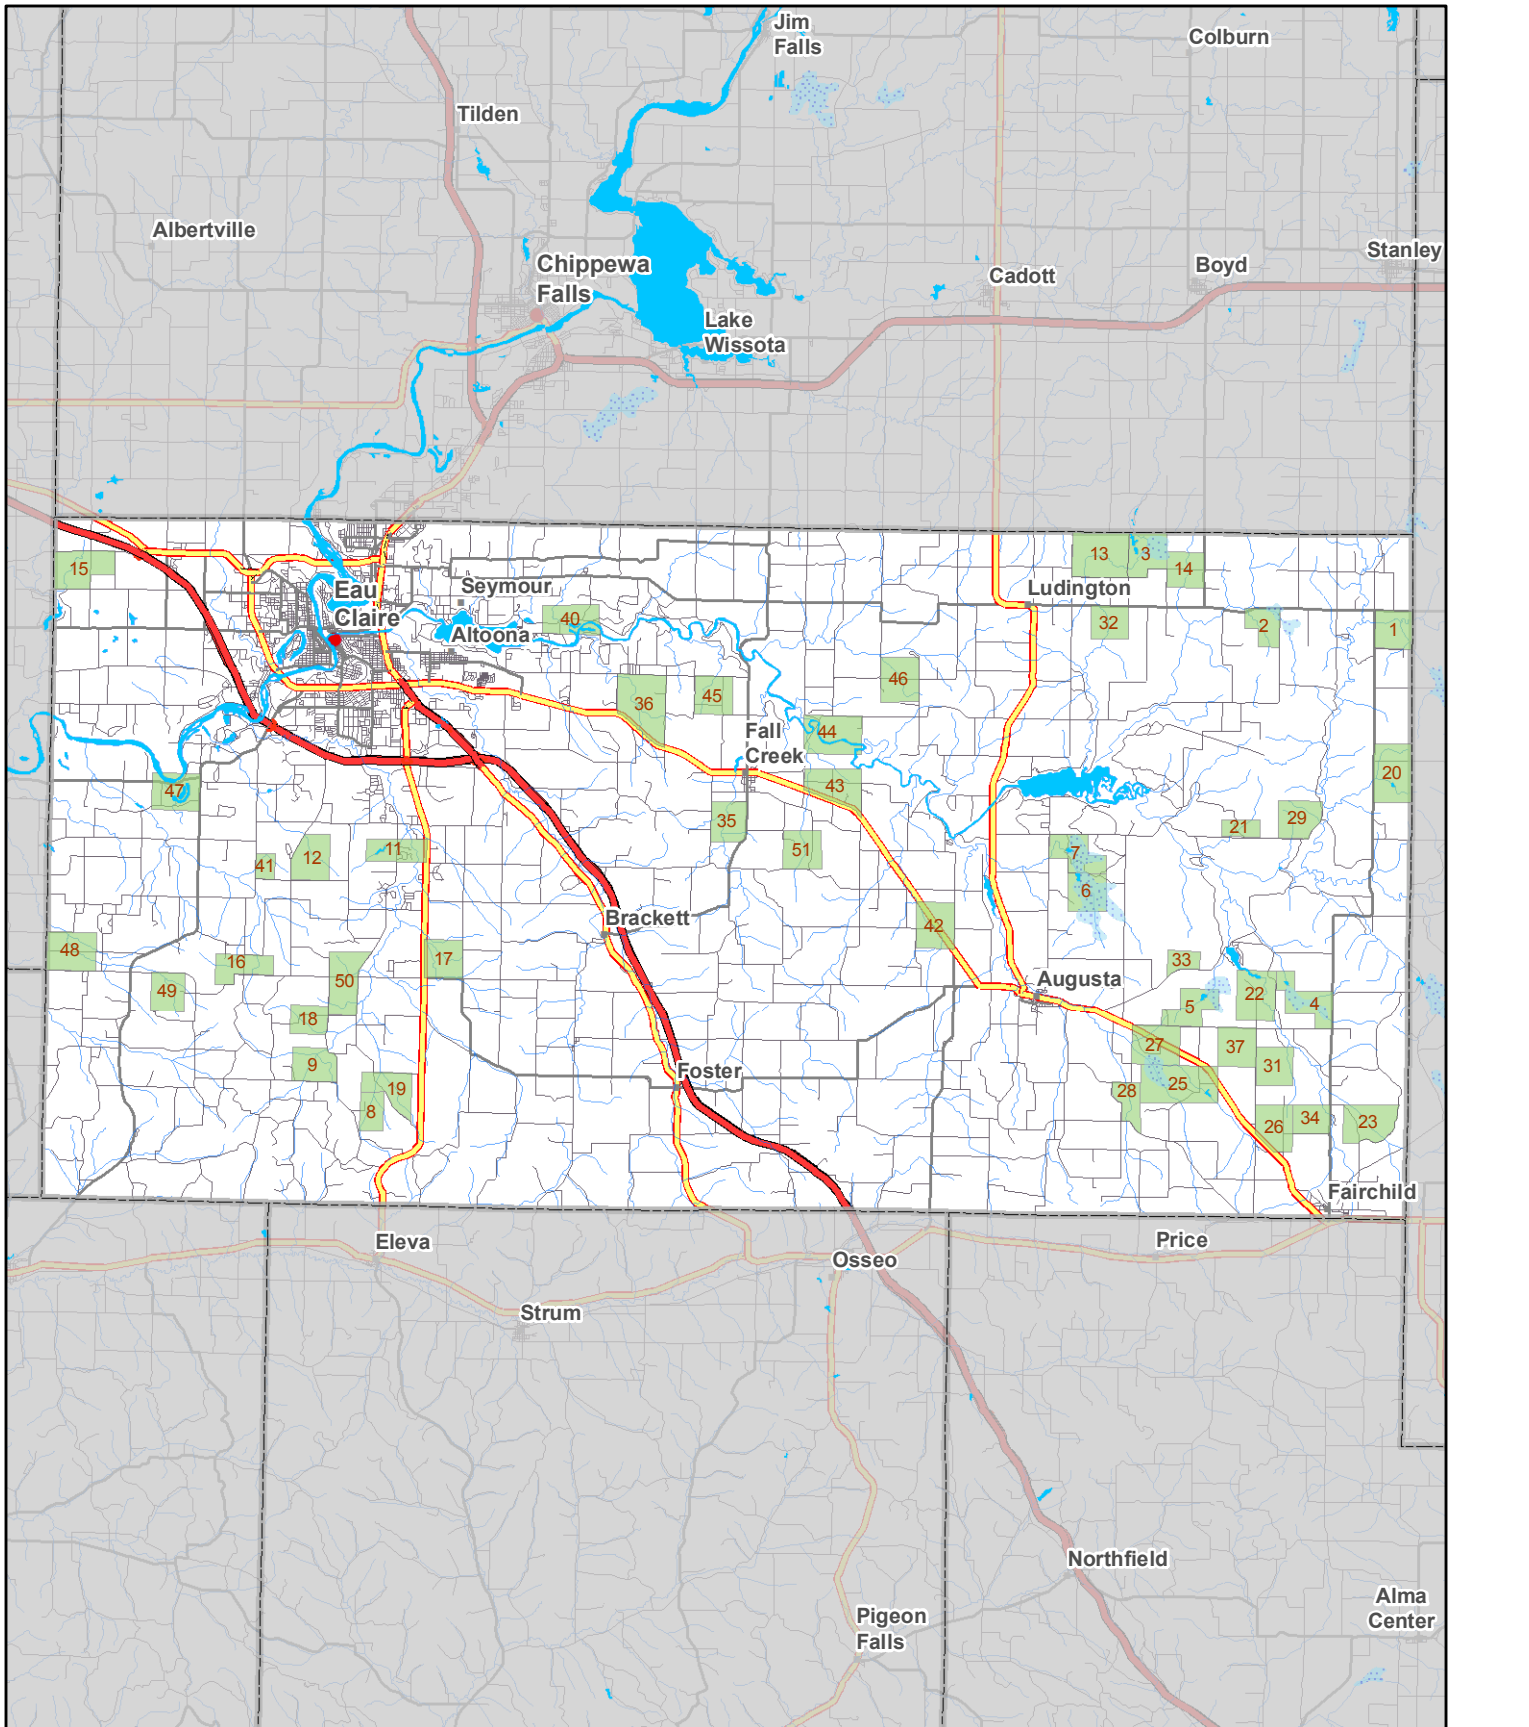 Jim
Falls
Colburn
Tilden
Albertville
Stanley
Chippewa
Falls
Boyd
Cadott
Lake
Wissota
13
3
14
15
Eau
Claire
Seymour
Ludington
40
32
2
1
Altoona
46
45
36
44
Fall
Creek
20
43
47
35
29
21
51
7
12
11
41
6
Brackett
42
48
17
33
16
50
49
Augusta
22
4
5
18
27
37
9
31
Foster
25
19
28
8
34
23
26
Fairchild
Eleva
Price
Osseo
Strum
Northfield
Alma
Center
Pigeon
Falls